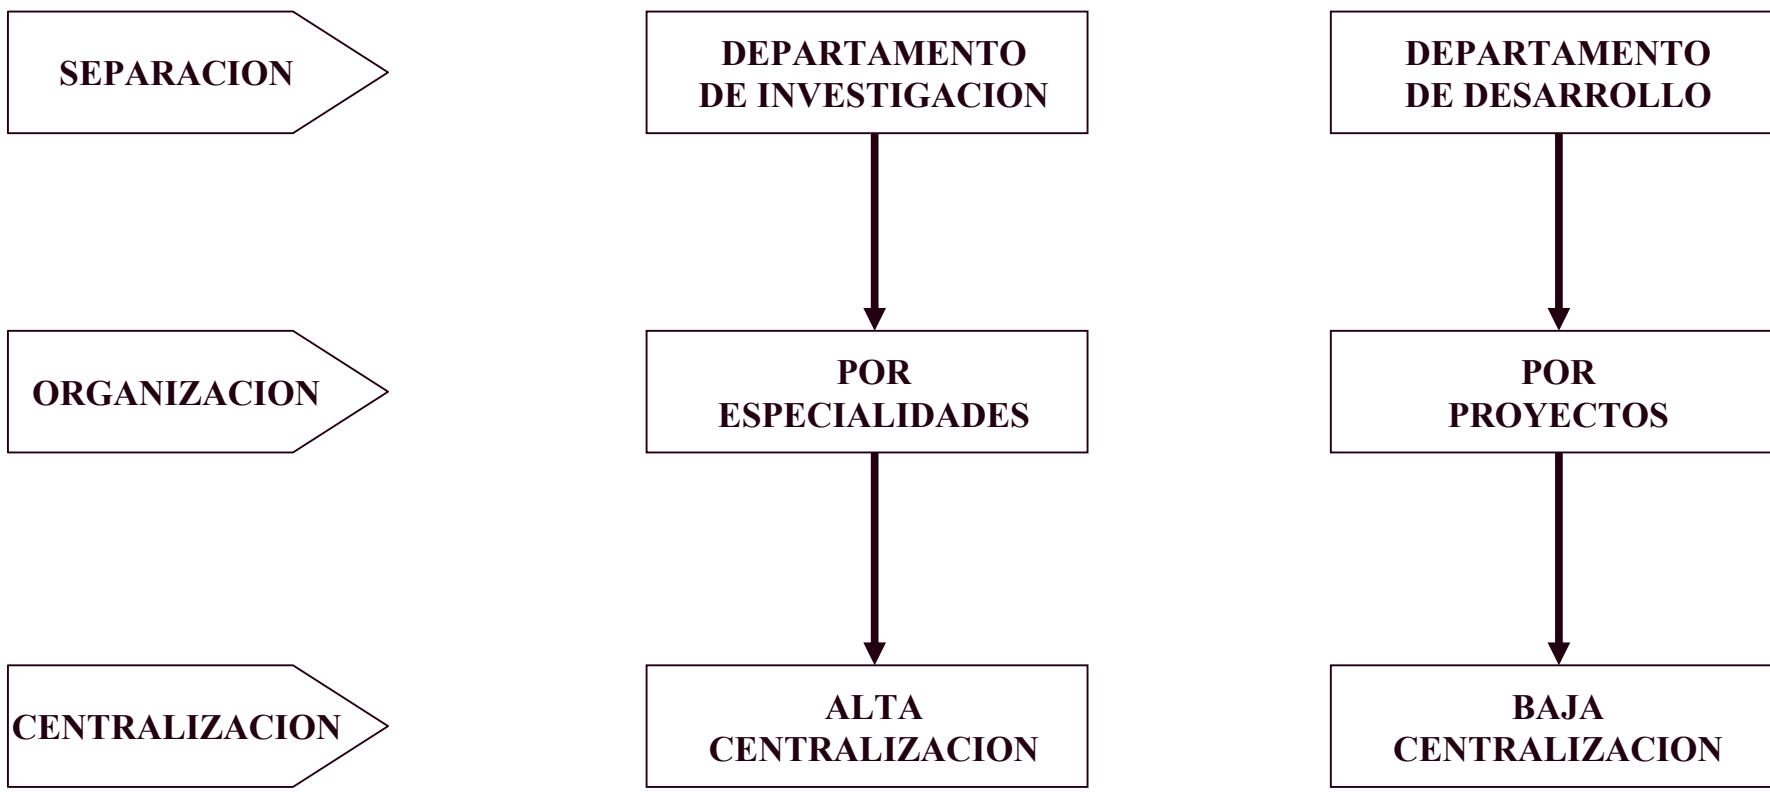 SEPARACION
DEPARTAMENTO
DE INVESTIGACION
DEPARTAMENTO
DE DESARROLLO
ORGANIZACION
POR
ESPECIALIDADES
POR
PROYECTOS
CENTRALIZACION
ALTA
CENTRALIZACION
BAJA
CENTRALIZACION